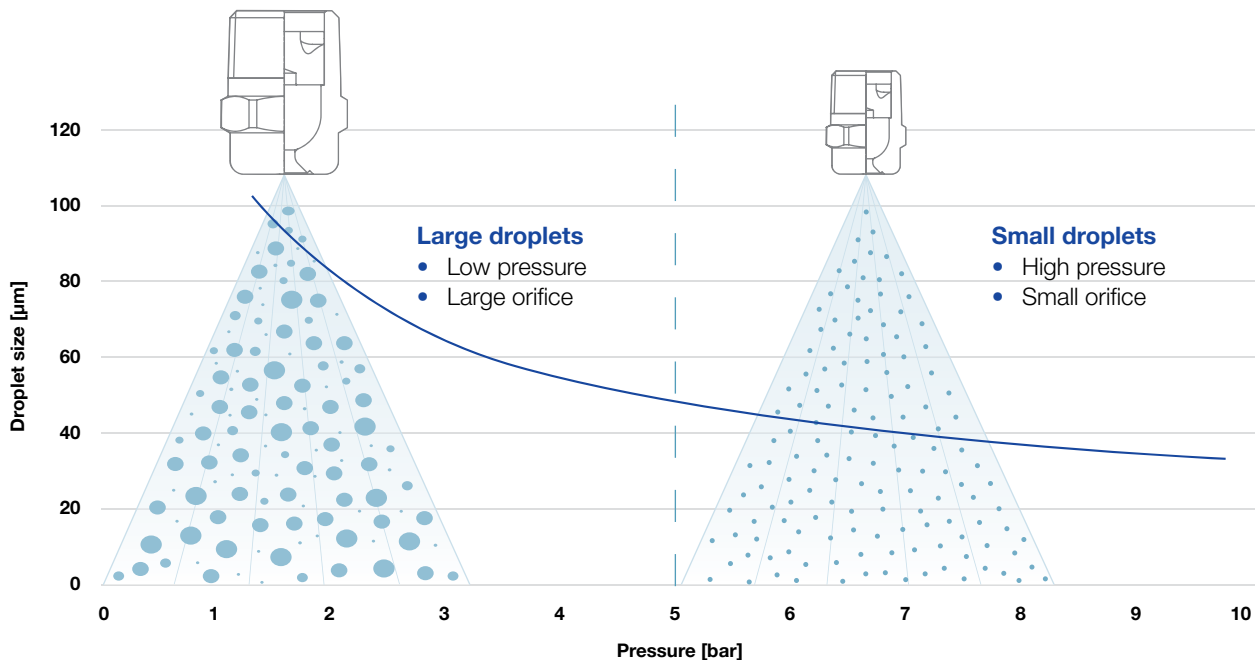 120
100
80
60
40
20
0
Droplet size [µm]
Large droplets
• Low pressure
• Large orifice
Small droplets
• High pressure
• Small orifice
0 1 2 3 4 5 6 7 8 9 10
Pressure [bar]